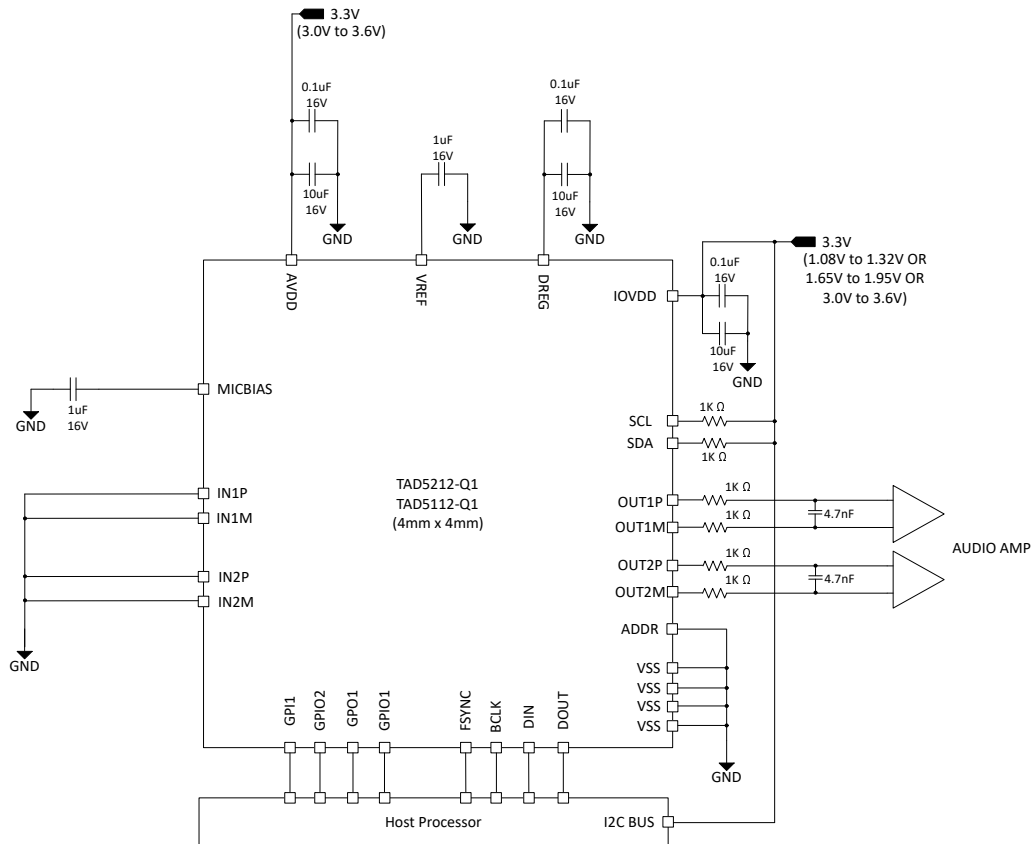 3.3V
(3.0V to 3.6V)
0.1uF
16V
10uF
16V
GND
1uF
16V
GND
0.1uF
16V
10uF
16V
GND
3.3V
(1.08V to 1.32V OR
1.65V to 1.95V OR
3.0V to 3.6V)
0.1uF
16V
10uF
16V
GND
AVDD
VREF
DREG
IOVDD
MICBIAS
1uF
16V
GND
SCL
1K Ω
SDA
1K Ω
IN1P
IN1M
IN2P
IN2M
GND
TAD5212-Q1
TAD5112-Q1
(4mm x 4mm)
OUT1P
1K Ω
OUT1M
1K Ω
4.7nF
OUT2P
1K Ω
OUT2M
1K Ω
4.7nF
AUDIO AMP
ADDR
VSS
VSS
VSS
VSS
GND
GPI1
GPIO2
GPO1
GPIO1
FSYNC
BCLK
DIN
DOUT
Host Processor
I2C BUS